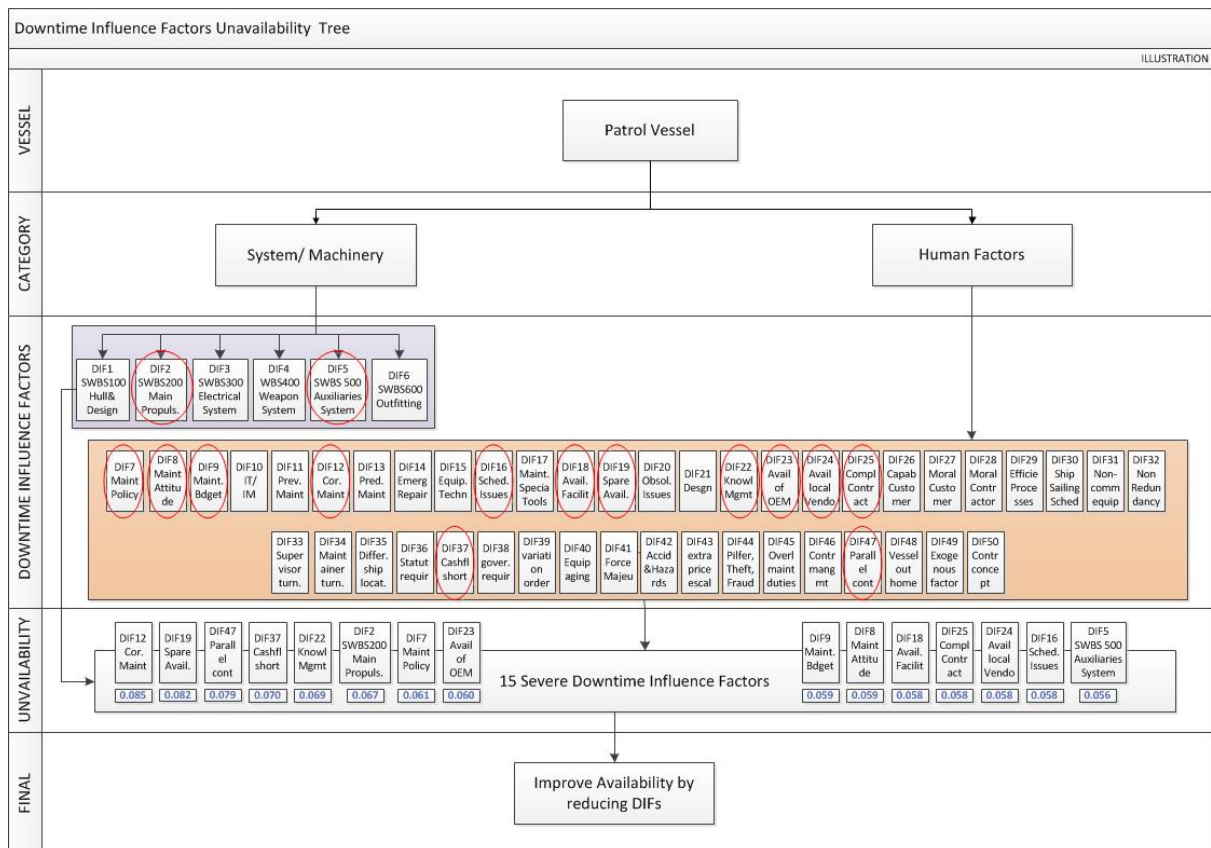 Downtime Influence Factors Unavailability Tree
ILLUSTRATION
VESSEL
Patrol Vessel
CATEGORY
System/ Machinery
Human Factors
DOWNTIME INFLUENCE FACTORS
DIF1
SWBS100
Hull&
Design
DIF2
SWBS200
Main
Propuls.
DIF3
SWBS300
Electrical
System
DIF4
WBS400
Weapon
System
DIF5
SWBS 500
Auxiliaries
System
DIF6
SWBS600
Outfitting
DIF7
Maint
Policy
DIF8
Maint
Attitu
de
DIF9
Maint.
Bdget
DIF10
IT/
IM
DIF11
Prev.
Maint
DIF12
Cor.
Maint
DIF13
Pred.
Maint
DIF14
Emerg
Repair
DIF15
Equip.
Techn
DIF16
Sched.
Issues
DIF17
Maint.
Specia
Tools
DIF18
Avail.
Facilit
DIF19
Spare
Avail.
DIF20
Obsol.
Issues
DIF21
Desgn
DIF22
Knowl
Mgmt
DIF23
Avail
of
OEM
DIF24
Avail
local
Vendo
DIF25
Compl
Contr
act
DIF26
Capab
Custo
mer
DIF27
Moral
Custo
mer
DIF28
Moral
Contr
actor
DIF29
Efficie
Proce
sses
DIF30
Ship
Sailing
Sched
DIF31
Non-
comm
equip
DIF32
Non
Redun
dancy
DIF33
Super
visor
turn.
DIF34
Maint
ainer
turn.
DIF35
Differ.
ship
locat.
DIF36
Statut
requir
DIF37
Cashfl
short
DIF38
gover.
requir
DIF39
variati
on
order
DIF40
Equip
aging
DIF41
Force
Majeu
DIF42
Accid
&Haza
rds
DIF43
extra
price
escal
DIF44
Pilfer,
Theft,
Fraud
DIF45
Overl
maint
duties
DIF46
Contr
mang
mt
DIF47
Parall
el
cont
DIF48
Vessel
out
home
DIF49
Exoge
nous
factor
DIF50
Contr
conce
pt
UNVAILABILITY
DIF12
Cor.
Maint
0.085
DIF19
Spare
Avail.
0.082
DIF47
Parall
el
cont
0.079
DIF37
Cashfl
short
0.070
DIF22
Knowl
Mgmt
0.069
DIF2
SWBS200
Main
Propuls.
0.067
DIF7
Maint
Policy
0.061
DIF23
Avail
of
OEM
0.060
15 Severe Downtime Influence Factors
DIF9
Maint.
Bdget
0.059
DIF8
Maint
Attitu
de
0.059
DIF18
Avail.
Facilit
0.058
DIF25
Compl
Contr
act
0.058
DIF24
Avail
local
Vendo
0.058
DIF16
Sched.
Issues
0.058
DIF5
SWBS 500
Auxiliaries
System
0.056
FINAL
Improve Availability by
reducing DIFs